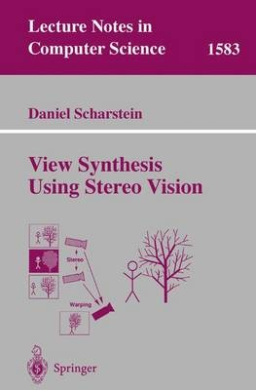 Lecture Notes in
Computer Science 1583
Daniel Scharstein
View Synthesis
Using Stereo Vision
Stereo
Warping
Springer